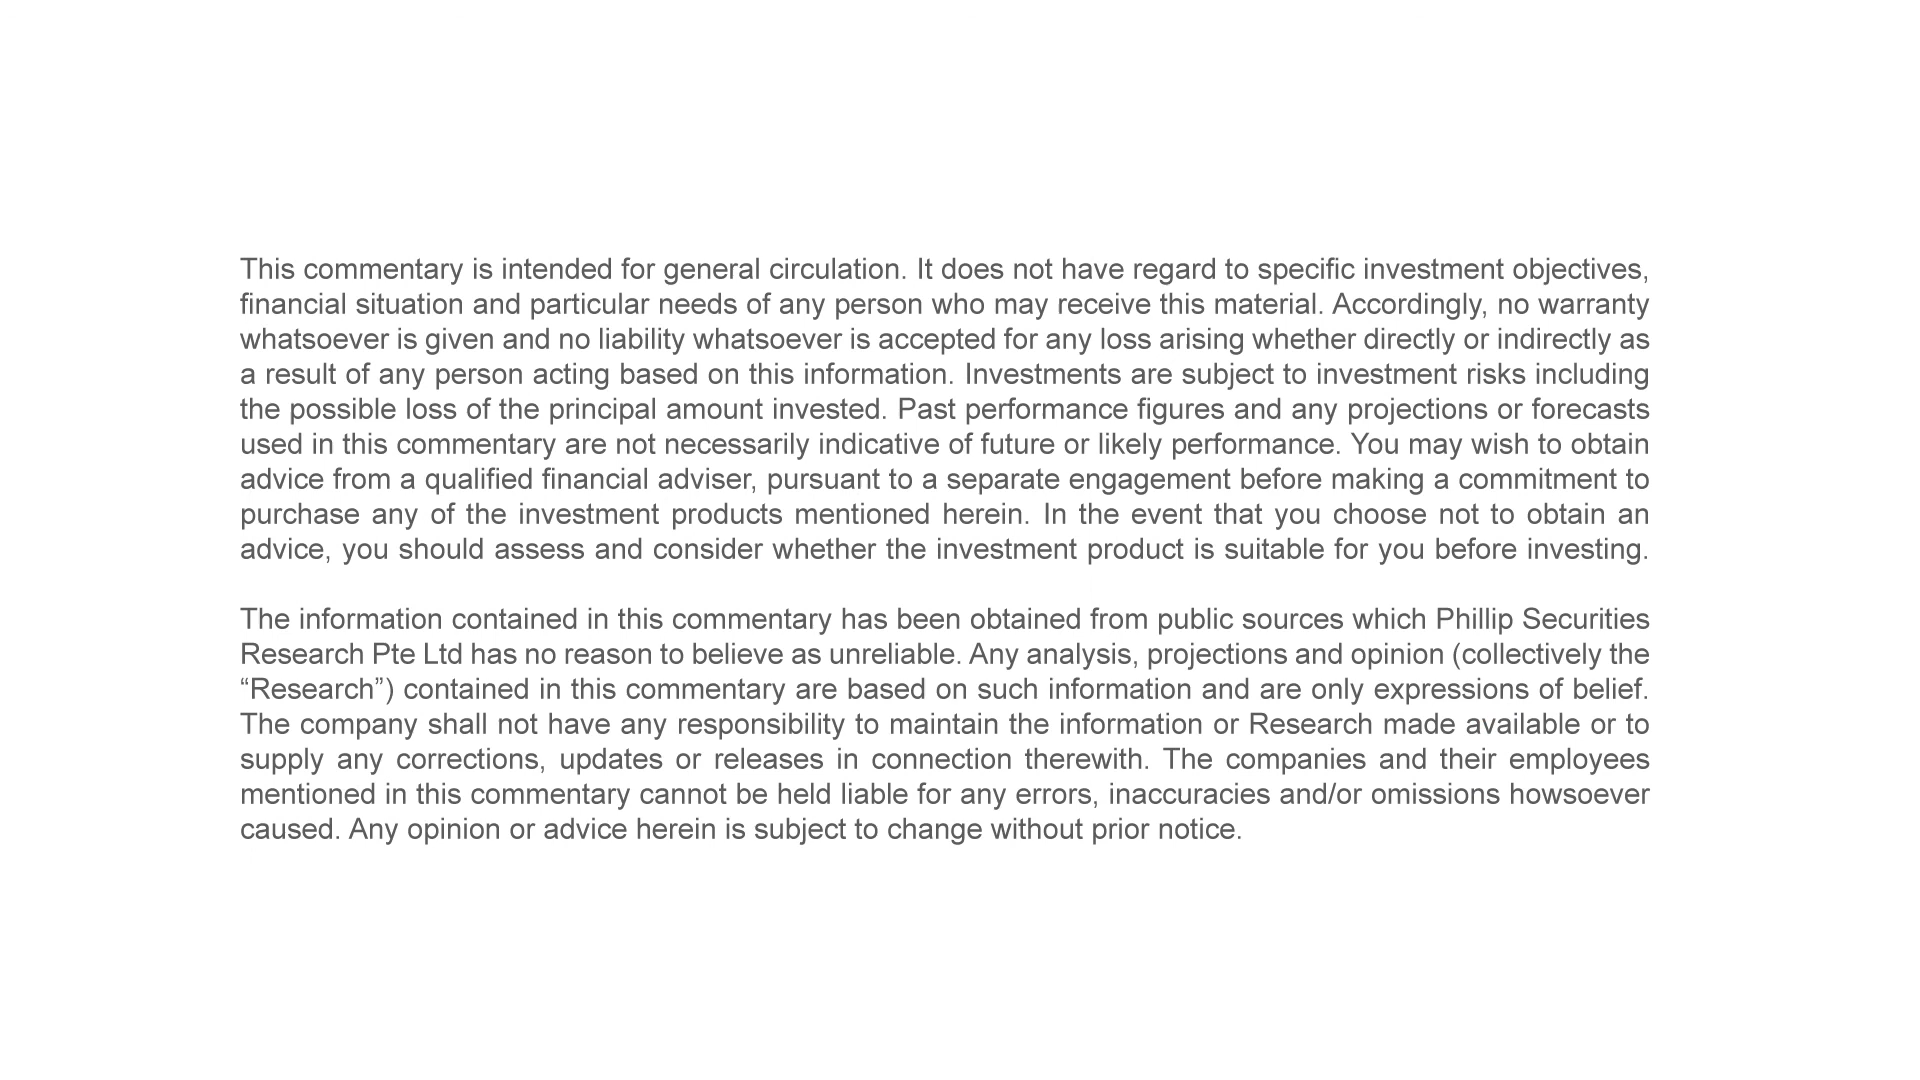 This commentary is intended for general circulation. It does not have regard to specific investment objectives,
financial situation and particular needs of any person who may receive this material. Accordingly, no warranty
whatsoever is given and no liability whatsoever is accepted for any loss arising whether directly or indirectly as
a result of any person acting based on this information. Investments are subject to investment risks including
the possible loss of the principal amount invested. Past performance figures and any projections or forecasts
used in this commentary are not necessarily indicative of future or likely performance. You may wish to obtain
advice from a qualified financial adviser, pursuant to a separate engagement before making a commitment to
purchase any of the investment products mentioned herein. In the event that you choose not to obtain an
advice, you should assess and consider whether the investment product is suitable for you before investing.

The information contained in this commentary has been obtained from public sources which Phillip Securities
Research Pte Ltd has no reason to believe as unreliable. Any analysis, projections and opinion (collectively the
“Research”) contained in this commentary are based on such information and are only expressions of belief.
The company shall not have any responsibility to maintain the information or Research made available or to
supply any corrections, updates or releases in connection therewith. The companies and their employees
mentioned in this commentary cannot be held liable for any errors, inaccuracies and/or omissions howsoever
caused. Any opinion or advice herein is subject to change without prior notice.